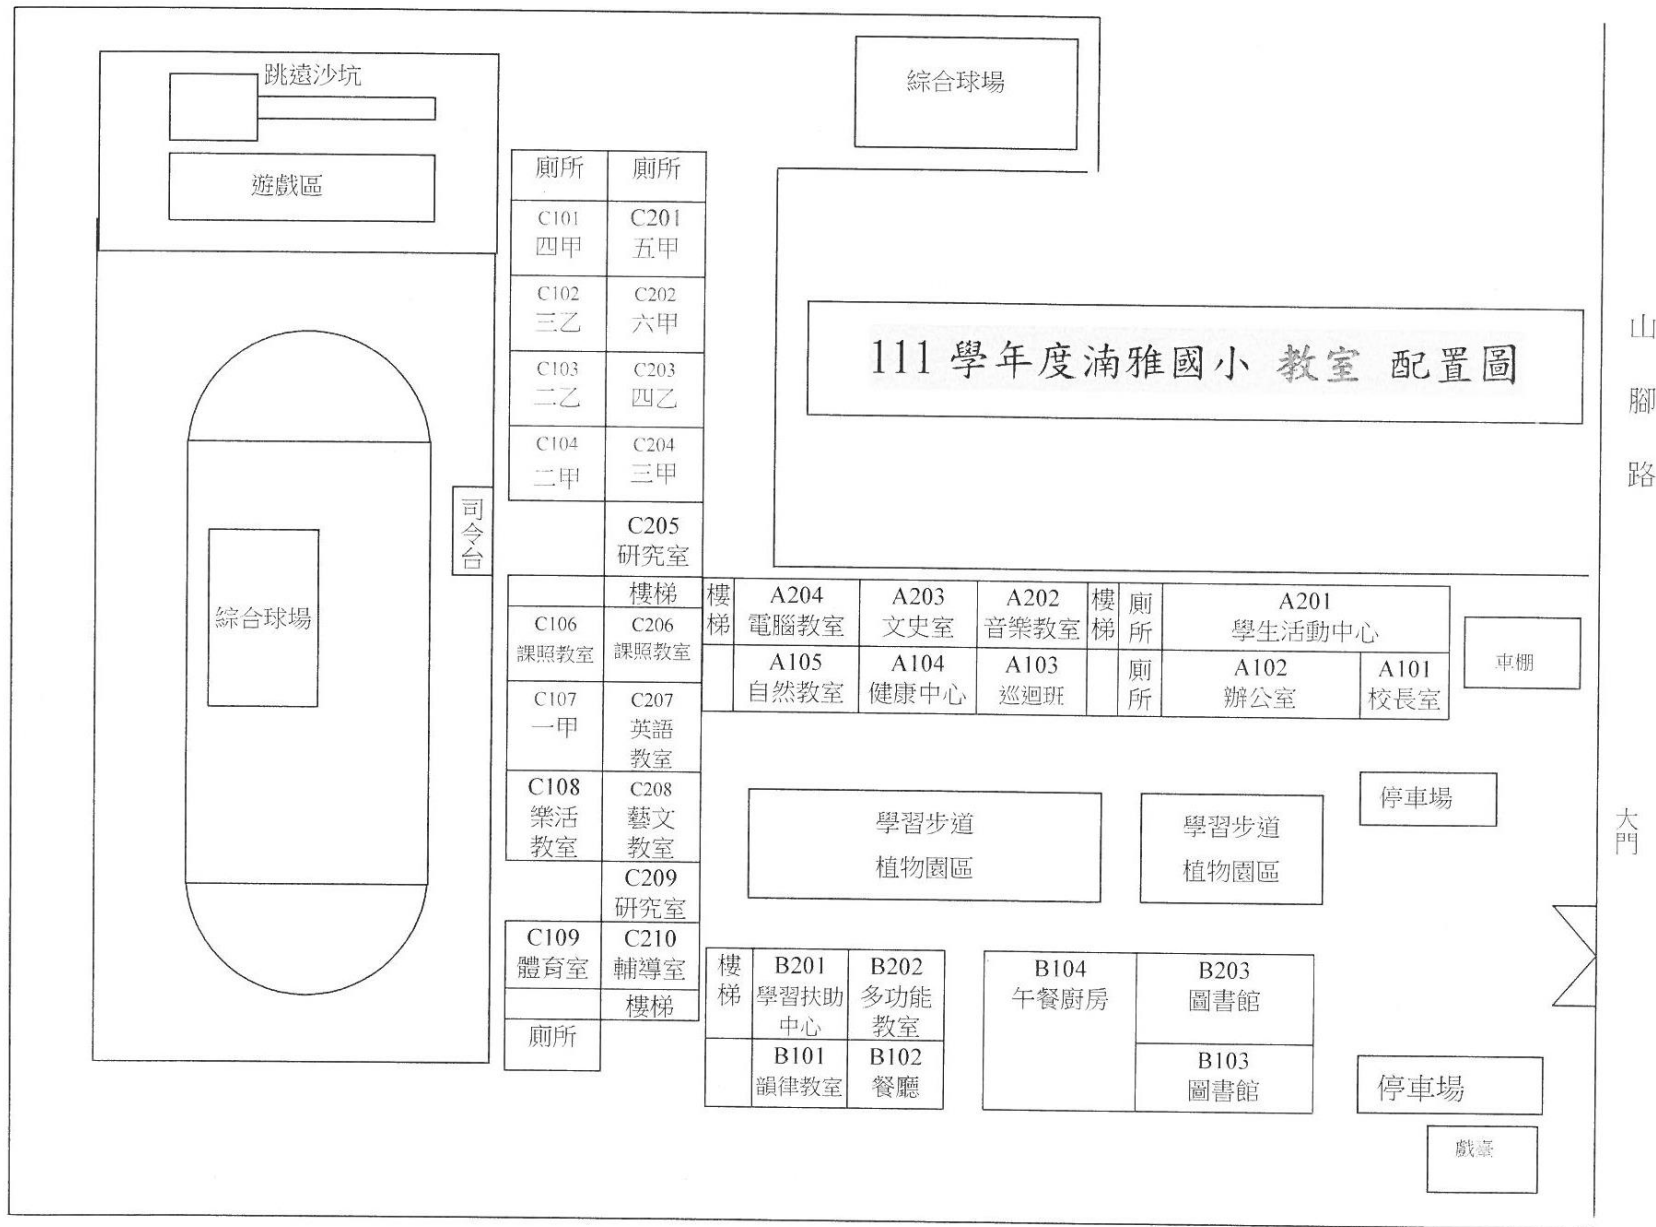 跳遠沙坑
遊戲區
綜合球場
司令台
綜合球場
111 學年度湳雅國小 教室 配置圖
山腳路
大門
廁所 廁所
C101 C201
四甲 五甲
C102 C202
三乙 六甲
C103 C203
二乙 四乙
C104 C204
二甲 三甲
C205
研究室
樓梯
C106 C206
課照教室 課照教室
C107 C207
一甲 英語
教室
C108 C208
樂活 藝文
教室 教室
C209
研究室
C109 C210
體育室 輔導室
樓梯
廁所
樓梯
A204
電腦教室
A203
文史室
A202
音樂教室
樓梯
廁所
A201
學生活動中心
A105
自然教室
A104
健康中心
A103
巡迴班
廁所
A102
辦公室
A101
校長室
車棚
停車場
學習步道
植物園區
學習步道
植物園區
樓梯
B201
學習扶助
中心
B202
多功能
教室
B101
韻律教室
B102
餐廳
B104
午餐廚房
B203
圖書館
B103
圖書館
停車場
戲臺